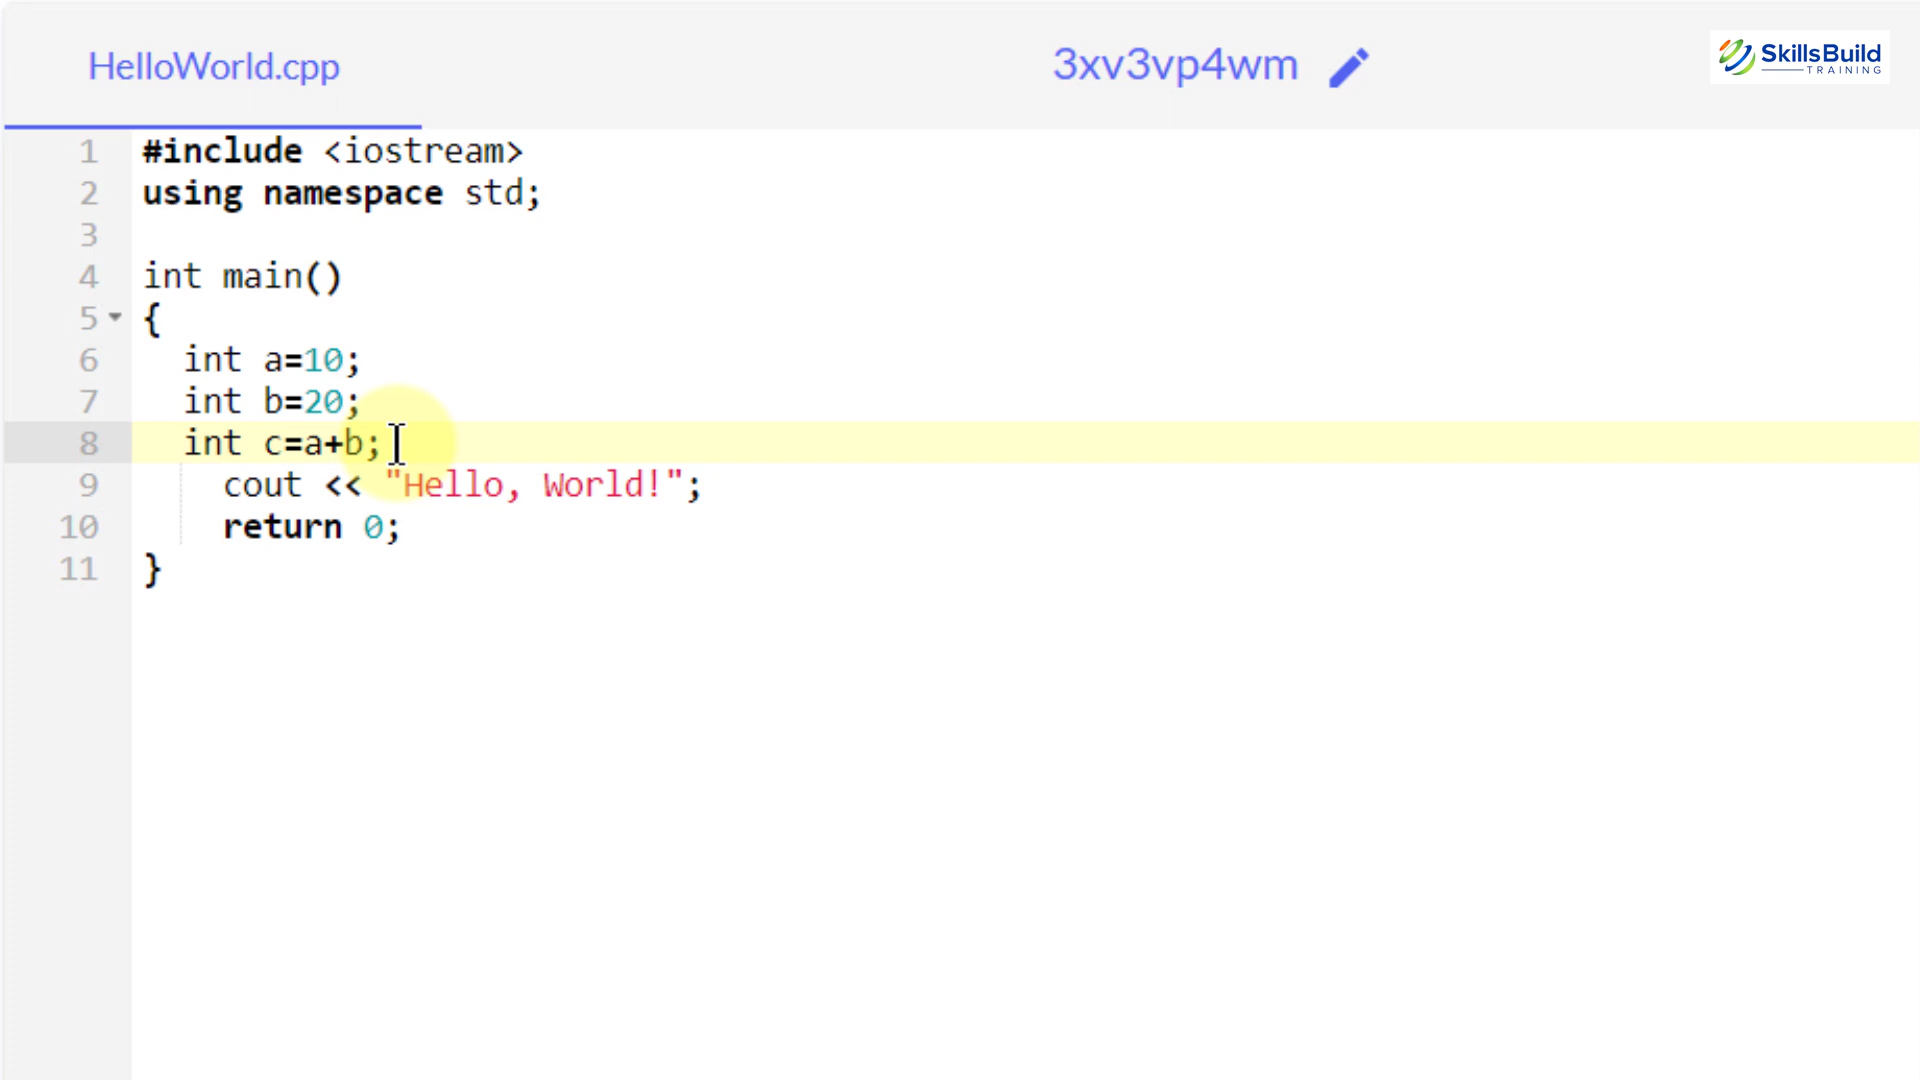 HelloWorld.cpp
3xv3vp4wm
SkillsBuild
TRAINING
1 #include <iostream>
2 using namespace std;
3
4 int main()
5 {
6 int a=10;
7 int b=20;
8 int c=a+b;
9 cout << "Hello, World!";
10 return 0;
11 }